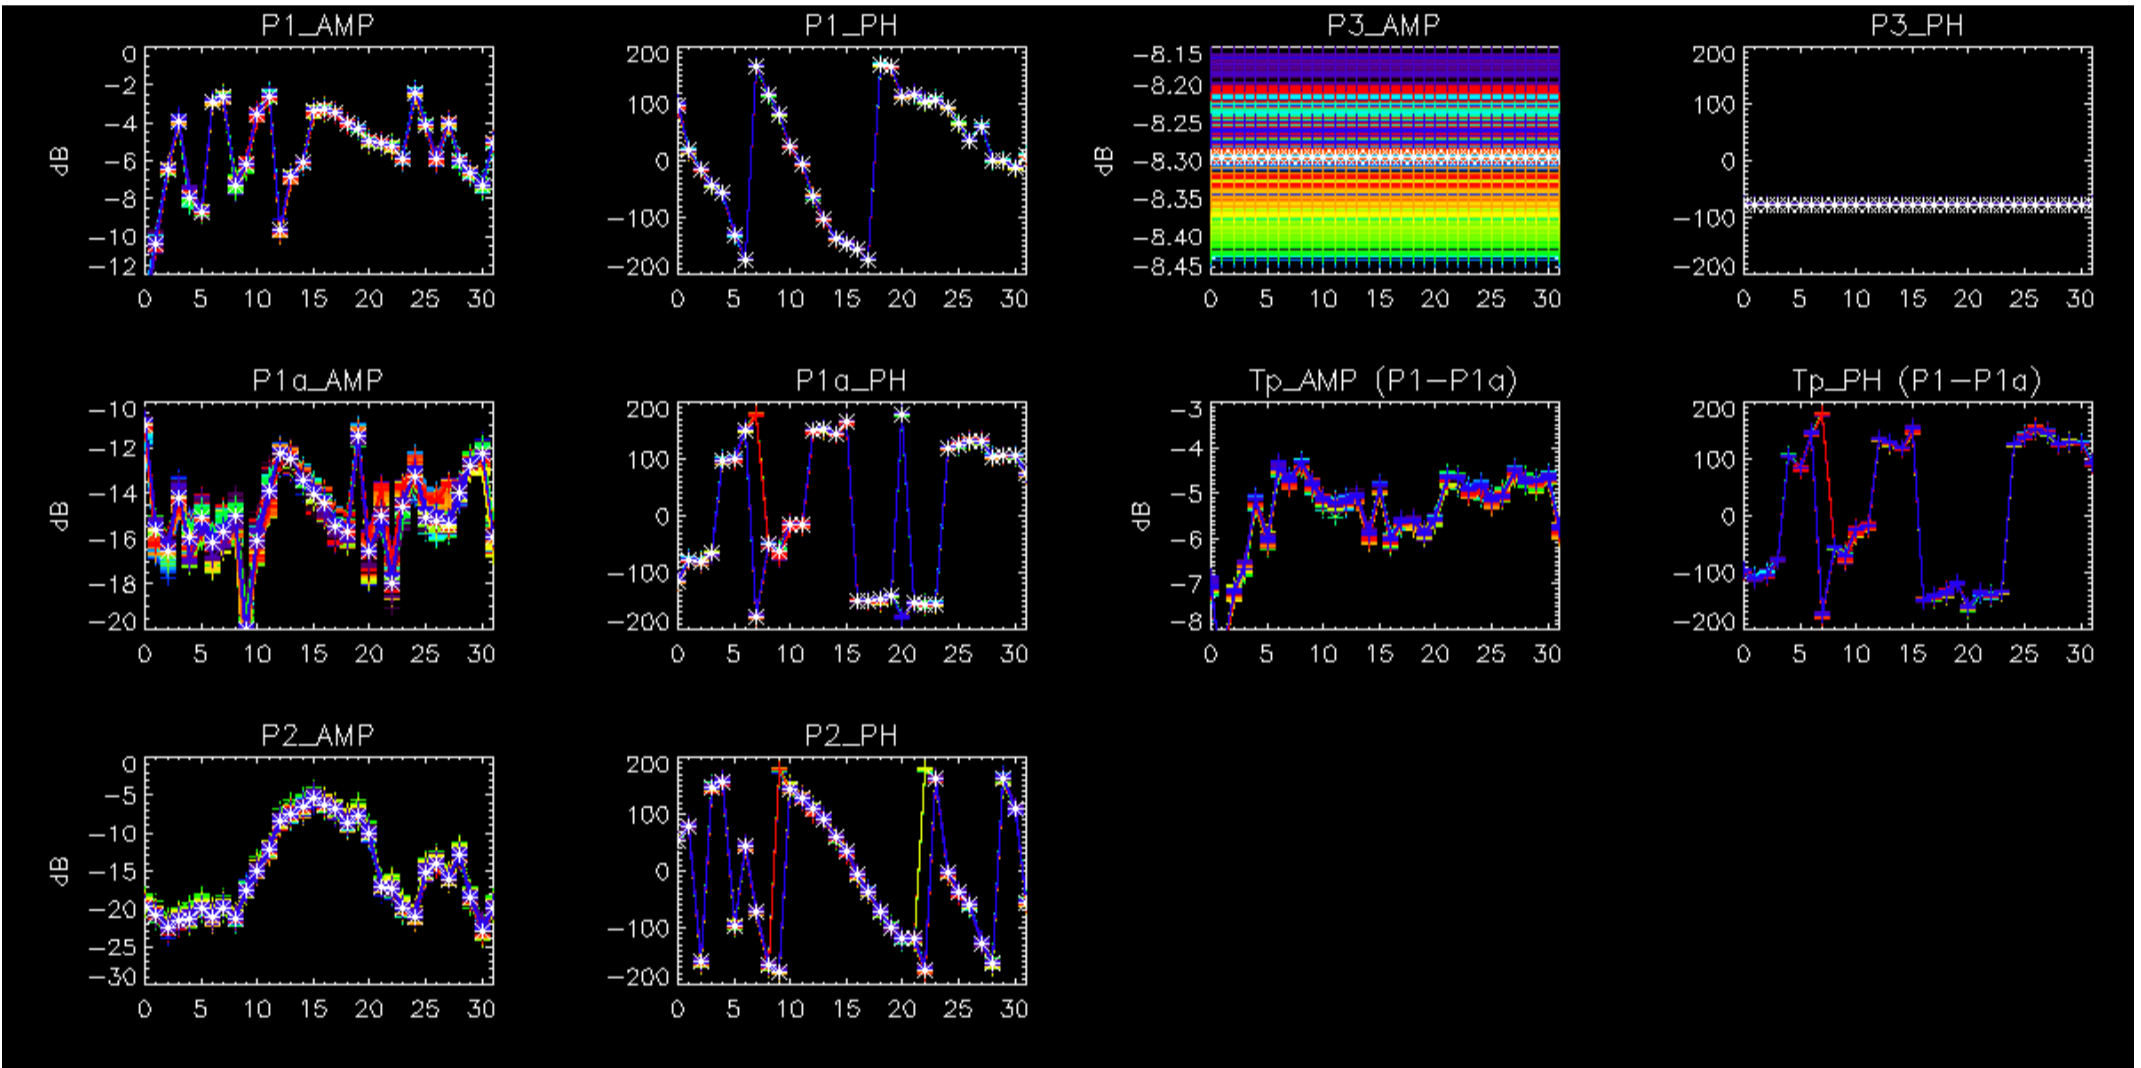 P1_AMP
0
−2
−4
−6
−8
−10
−12
dB
0 5 10 15 20 25 30
P1_PH
200
100
0
−100
−200
0 5 10 15 20 25 30
P3_AMP
−8.15
−8.20
−8.25
−8.30
−8.35
−8.40
−8.45
dB
0 5 10 15 20 25 30
P3_PH
200
100
0
−100
−200
0 5 10 15 20 25 30
P1a_AMP
−10
−12
−14
−16
−18
−20
dB
0 5 10 15 20 25 30
P1a_PH
200
100
0
−100
−200
0 5 10 15 20 25 30
Tp_AMP (P1−P1a)
−3
−4
−5
−6
−7
−8
dB
0 5 10 15 20 25 30
Tp_PH (P1−P1a)
200
100
0
−100
−200
0 5 10 15 20 25 30
P2_AMP
0
−5
−10
−15
−20
−25
−30
dB
0 5 10 15 20 25 30
P2_PH
200
100
0
−100
−200
0 5 10 15 20 25 30